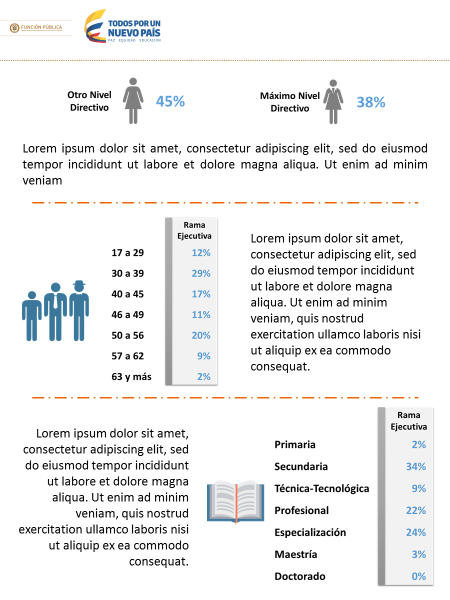 FUNCIÓN PÚBLICA
TODOS POR UN
NUEVO PAÍS
PAZ EQUIDAD EDUCACIÓN
Otro Nivel
Directivo
45%
Máximo Nivel
Directivo
38%
Lorem ipsum dolor sit amet, consectetur adipiscing elit, sed do eiusmod
tempor incididunt ut labore et dolore magna aliqua. Ut enim ad minim
veniam
Rama
Ejecutiva
17 a 29 12%
30 a 39 29%
40 a 45 17%
46 a 49 11%
50 a 56 20%
57 a 62 9%
63 y más 2%
Lorem ipsum dolor sit amet,
consectetur adipiscing elit, sed
do eiusmod tempor incididunt
ut labore et dolore magna
aliqua. Ut enim ad minim
veniam, quis nostrud
exercitation ullamco laboris nisi
ut aliquip ex ea commodo
consequat.
Lorem ipsum dolor sit amet,
consectetur adipiscing elit, sed
do eiusmod tempor incididunt
ut labore et dolore magna
aliqua. Ut enim ad minim
veniam, quis nostrud
exercitation ullamco laboris nisi
ut aliquip ex ea commodo
consequat.
Rama
Ejecutiva
Primaria 2%
Secundaria 34%
Técnica-Tecnológica 9%
Profesional 22%
Especialización 24%
Maestría 3%
Doctorado 0%